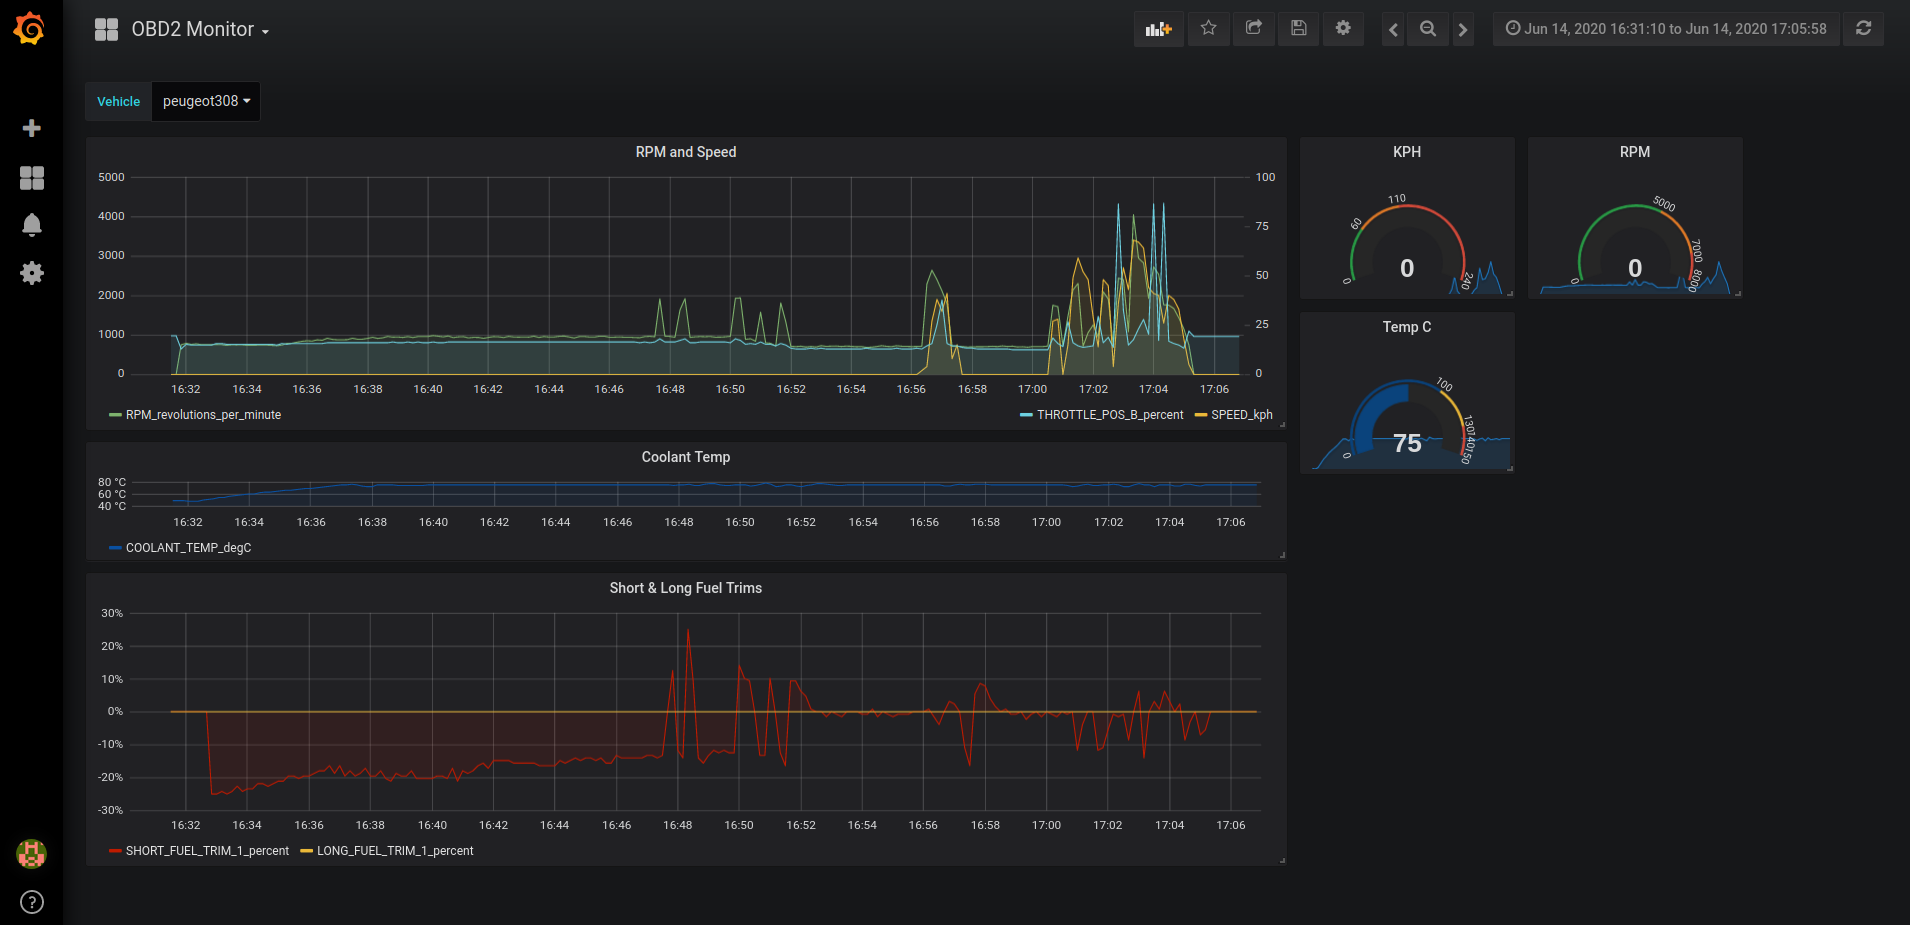 OBD2 Monitor
Jun 14, 2020 16:31:10 to Jun 14, 2020 17:05:58
Vehicle peugeot308
RPM and Speed
5000
4000
3000
2000
1000
0
100
75
50
25
0
16:32 16:34 16:36 16:38 16:40 16:42 16:44 16:46 16:48 16:50 16:52 16:54 16:56 16:58 17:00 17:02 17:04 17:06
RPM_revolutions_per_minute THROTTLE_POS_B_percent SPEED_kph
KPH
0 60 110 240
0
RPM
0 5000 7000 8000
0
Temp C
0 100 130 140 150
75
Coolant Temp
80 °C
60 °C
40 °C
16:32 16:34 16:36 16:38 16:40 16:42 16:44 16:46 16:48 16:50 16:52 16:54 16:56 16:58 17:00 17:02 17:04 17:06
COOLANT_TEMP_degC
Short & Long Fuel Trims
30%
20%
10%
0%
-10%
-20%
-30%
16:32 16:34 16:36 16:38 16:40 16:42 16:44 16:46 16:48 16:50 16:52 16:54 16:56 16:58 17:00 17:02 17:04 17:06
SHORT_FUEL_TRIM_1_percent LONG_FUEL_TRIM_1_percent
?